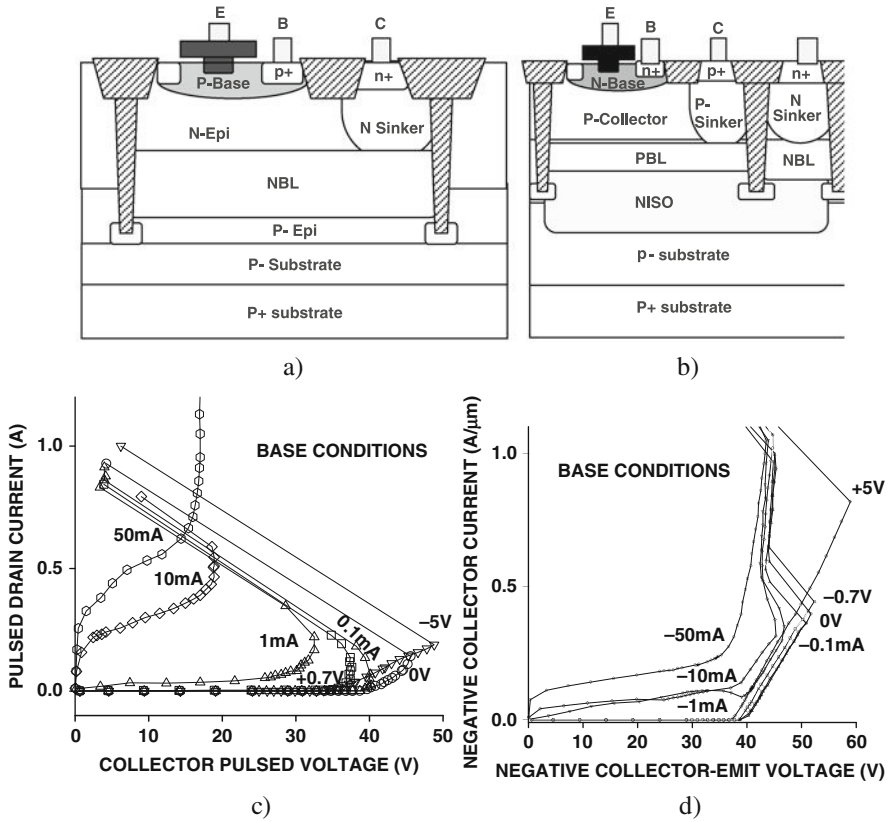 E
B
C
P-Base
p+
n+
N-Epi
N Sinker
NBL
P- Epi
P- Substrate
P+ substrate
a)
E
B
C
N-Base
n+
p+
n+
P-Collector
P-
Sinker
N
Sinker
PBL
NBL
NISO
p- substrate
P+ substrate
b)
PULSED DRAIN CURRENT (A)
1.0
0.5
0.0
BASE CONDITIONS
50mA
10mA
1mA
0.1mA
+0.7V
0V
−5V
0 10 20 30 40 50
COLLECTOR PULSED VOLTAGE (V)
c)
NEGATIVE COLLECTOR CURRENT (A/µm)
1.0
0.5
0.0
BASE CONDITIONS
+5V
−0.7V
0V
−0.1mA
−50mA
−10mA
−1mA
0 10 20 30 40 50 60
NEGATIVE COLLECTOR-EMIT VOLTAGE (V)
d)